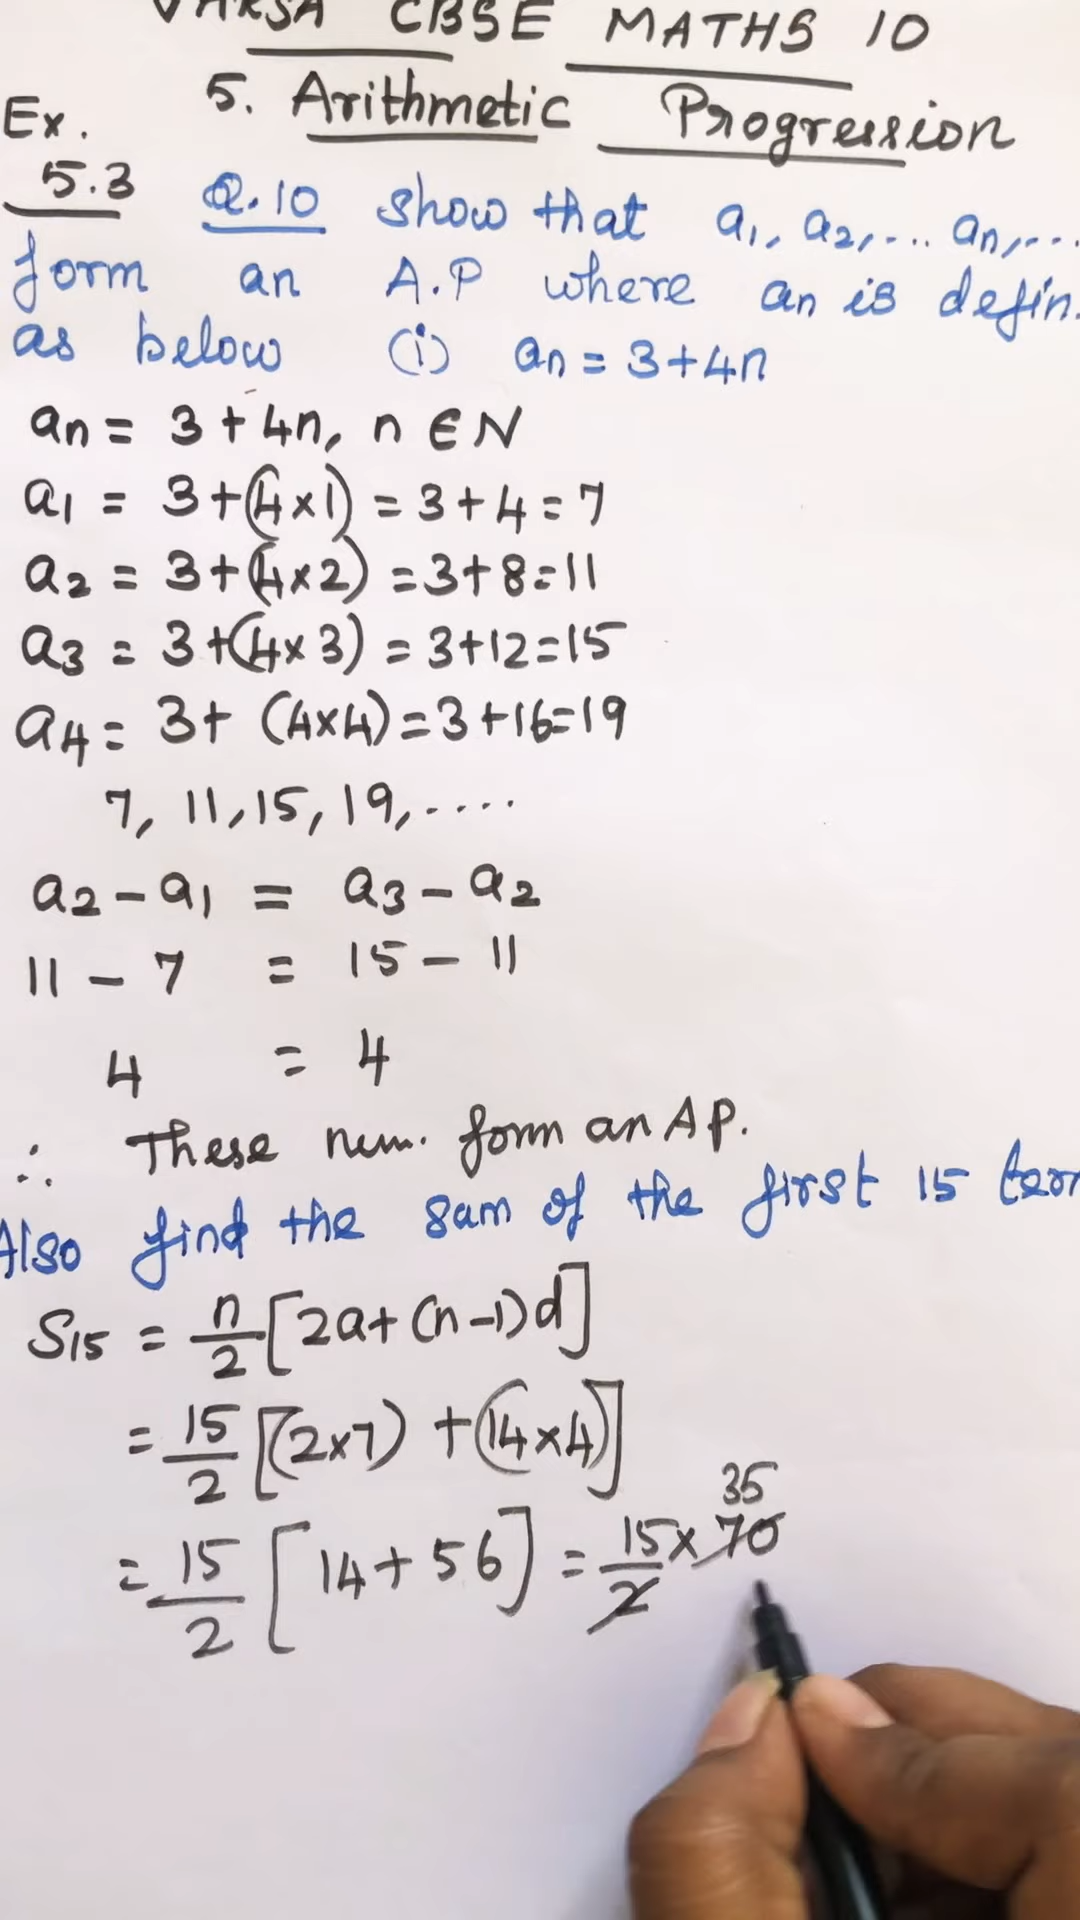 VARSA CBSE MATHS 10
5. Arithmetic Progression
Ex.
5.3 Q.10 show that a₁, a₂,... aₙ,...
form an A.P where aₙ is defin.
as below (i) aₙ = 3+4n
aₙ = 3 + 4n, n ∈ N
a₁ = 3+(4×1) = 3+4=7
a₂ = 3+(4×2) =3+8=11
a₃ = 3+(4×3) = 3+12=15
a₄ = 3+ (4×4)=3+16=19
7, 11, 15, 19, ....
a₂ - a₁ = a₃ - a₂
11 - 7 = 15 - 11
4 = 4
∴ These num. form an AP.
Also find the sum of the first 15 term
S₁₅ = n/2 [2a+(n-1)d]
= 15/2 [(2×7) + (14×4)]
35
= 15/2 [14+56] = 15/2 × 70